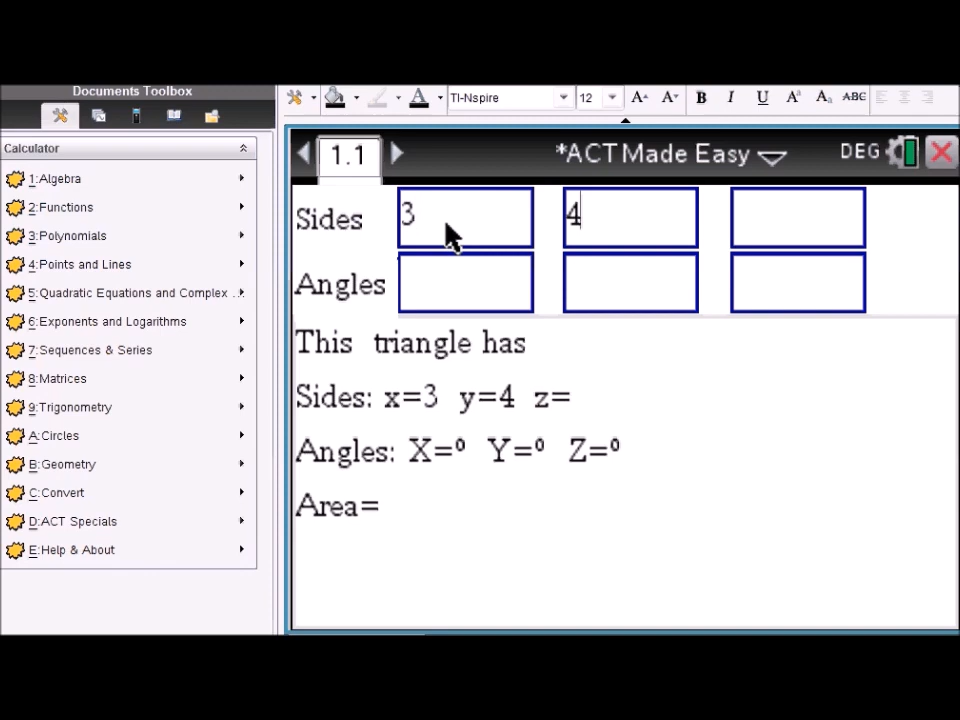 Documents Toolbox
Calculator
1:Algebra
2:Functions
3:Polynomials
4:Points and Lines
5:Quadratic Equations and Complex ...
6:Exponents and Logarithms
7:Sequences & Series
8:Matrices
9:Trigonometry
A:Circles
B:Geometry
C:Convert
D:ACT Specials
E:Help & About
A TI-Nspire 12 A A B I U Aa Aa ABC
1.1 *ACT Made Easy DEG
Sides 3 4
Angles
This triangle has
Sides: x=3 y=4 z=
Angles: X=º Y=º Z=º
Area=